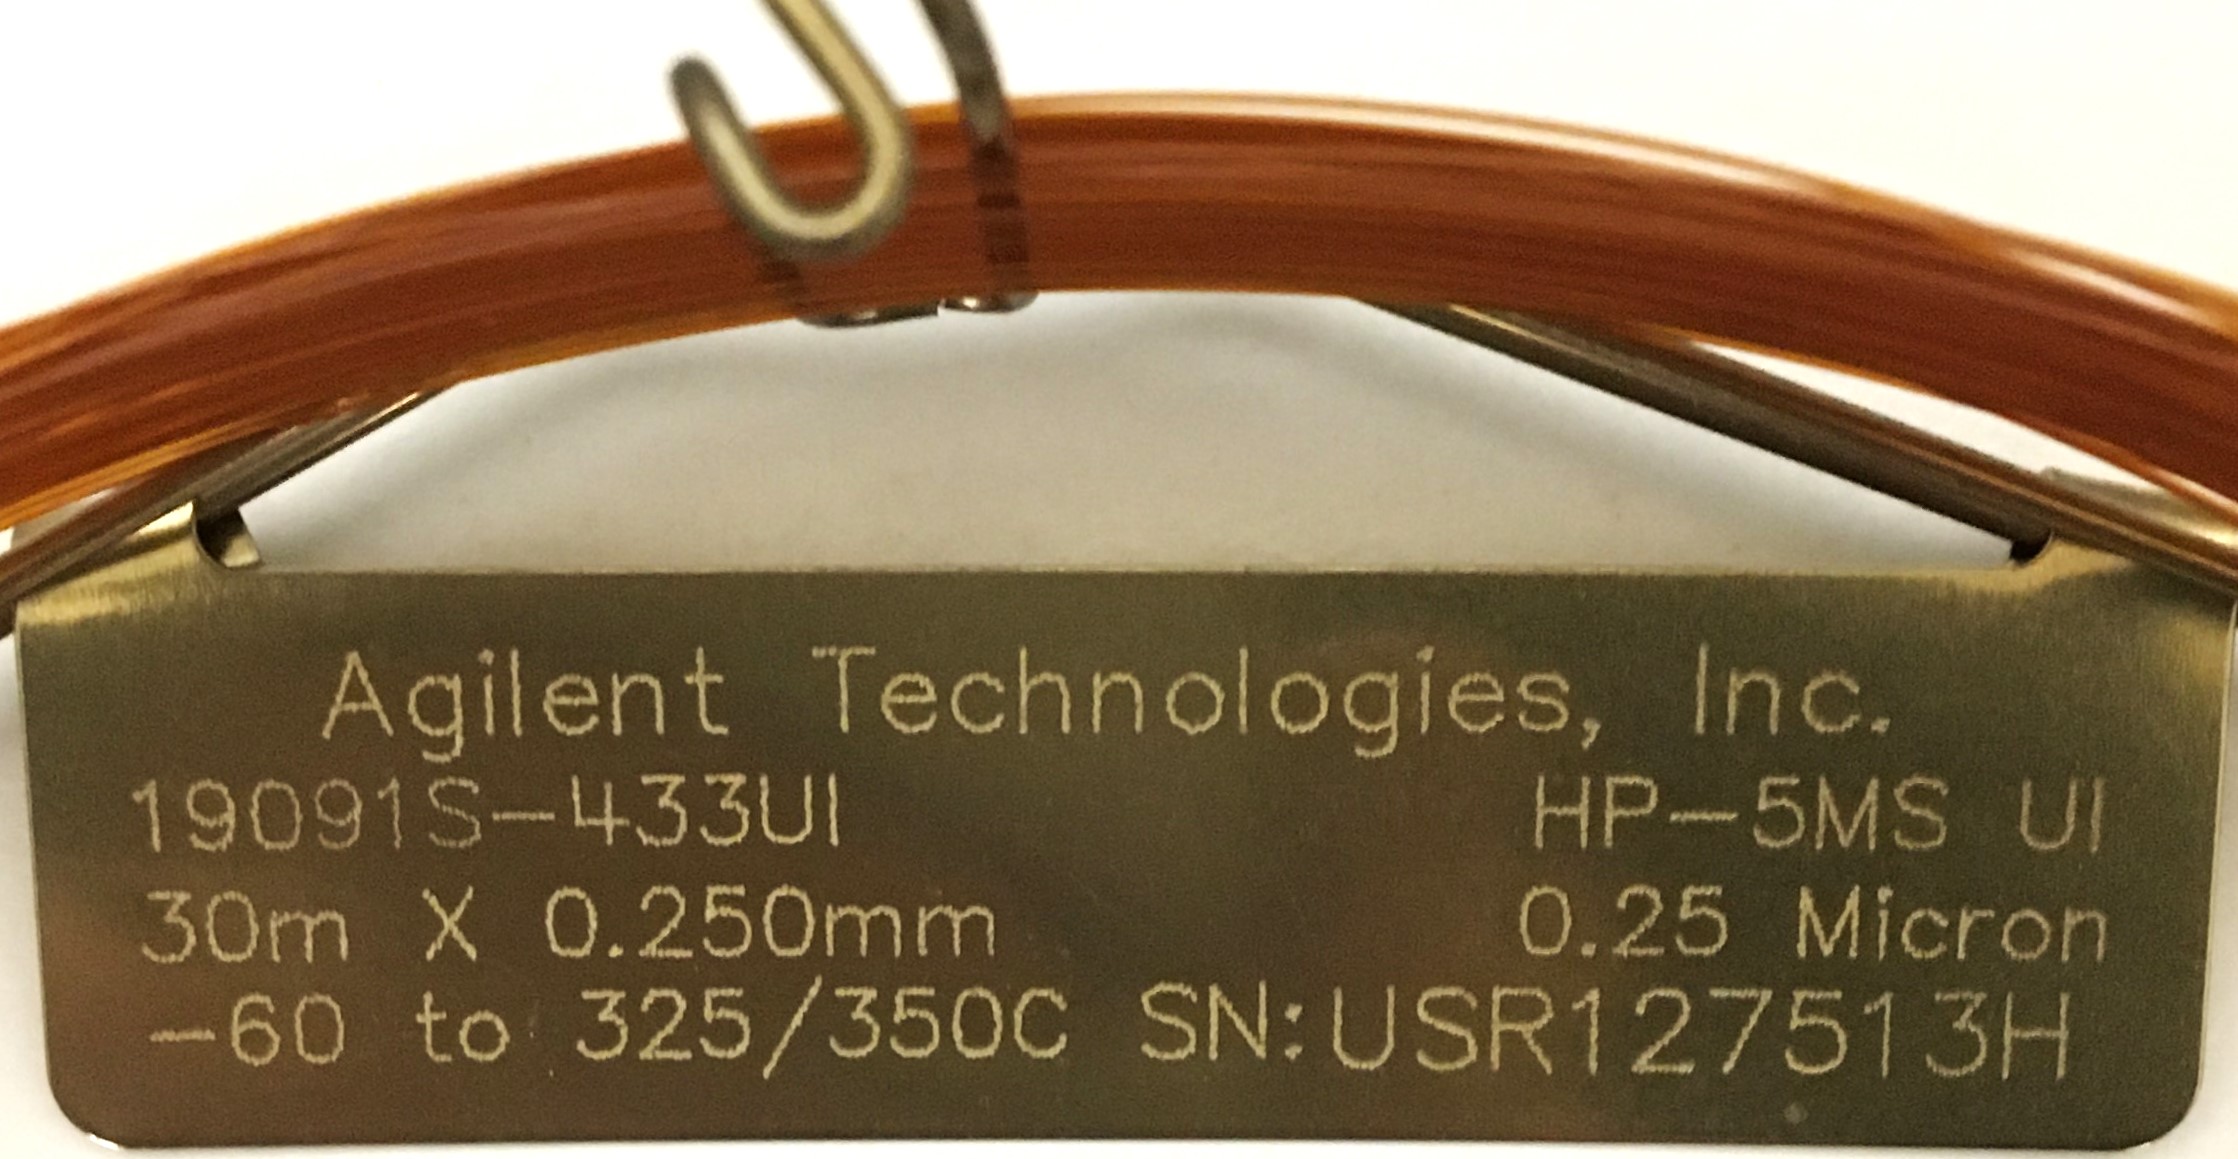 Agilent Technologies, Inc.
19091S-433UI HP-5MS UI
30m X 0.250mm 0.25 Micron
-60 to 325/350C SN:USR127513H